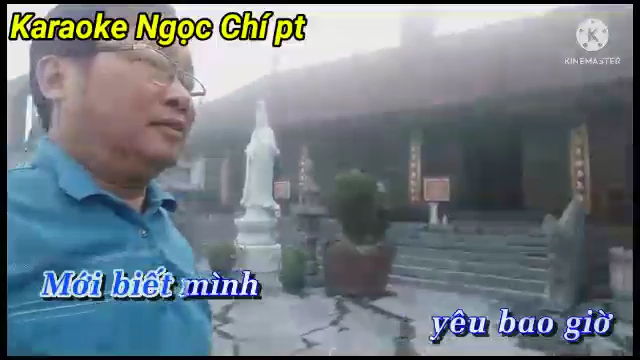 Karaoke Ngọc Chí pt
KINEMASTER
Mới biết mình
yêu bao giờ